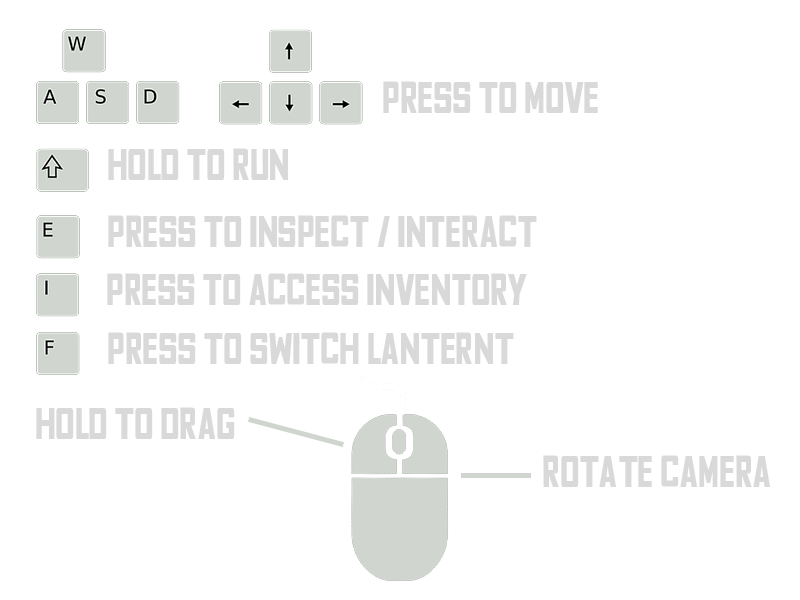 W
A S D ← ↓ → ↑ PRESS TO MOVE
HOLD TO RUN
E PRESS TO INSPECT / INTERACT
I PRESS TO ACCESS INVENTORY
F PRESS TO SWITCH LANTERNT
HOLD TO DRAG
ROTATE CAMERA